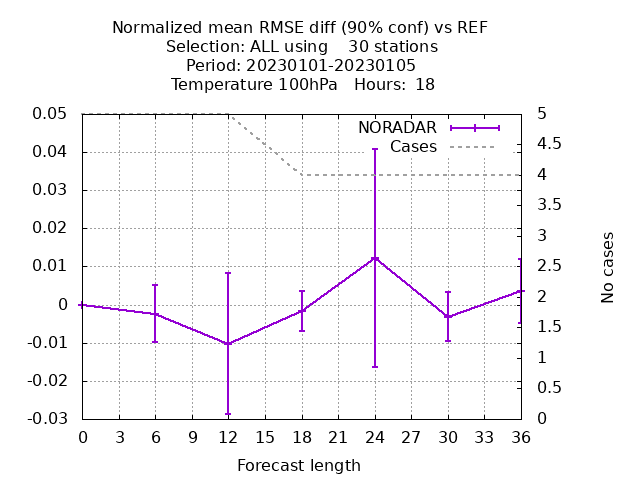 Normalized mean RMSE diff (90% conf) vs REF
Selection: ALL using    30 stations
Period: 20230101-20230105
Temperature 100hPa   Hours:  18
0.05
0.04
0.03
0.02
0.01
0
-0.01
-0.02
-0.03
NORADAR
Cases
5
4.5
4
3.5
3
2.5
2
1.5
1
0.5
0
No cases
0 3 6 9 12 15 18 21 24 27 30 33 36
Forecast length